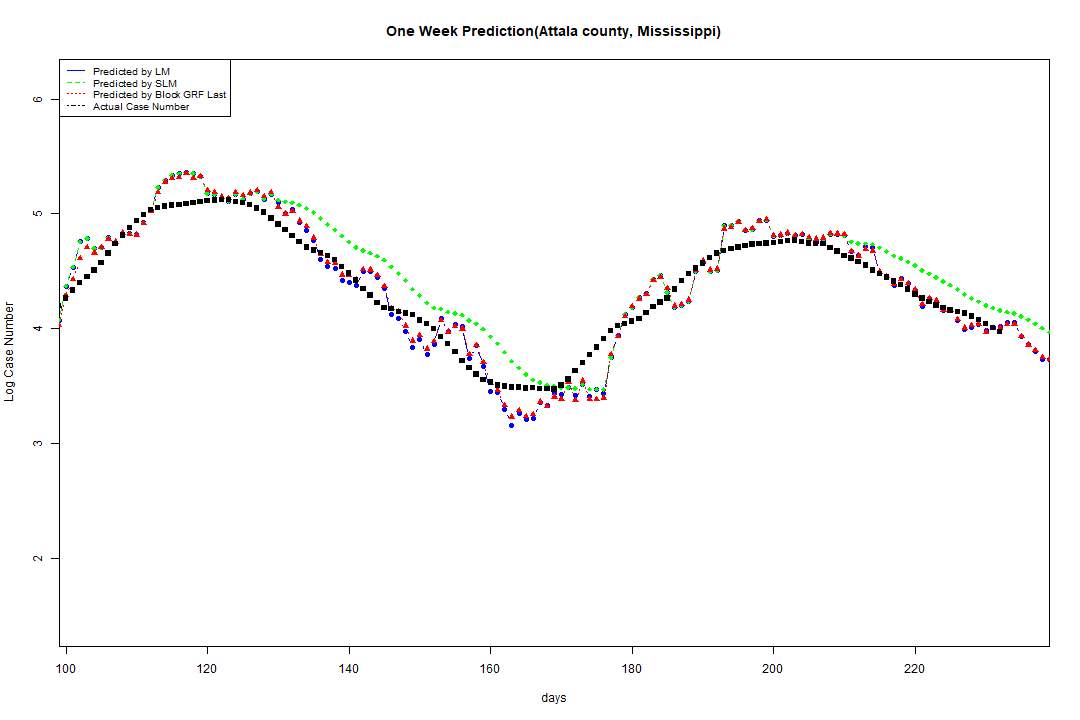 One Week Prediction(Attala county, Mississippi)
Predicted by LM
Predicted by SLM
Predicted by Block GRF Last
Actual Case Number
6
5
4
3
2
Log Case Number
100 120 140 160 180 200 220
days